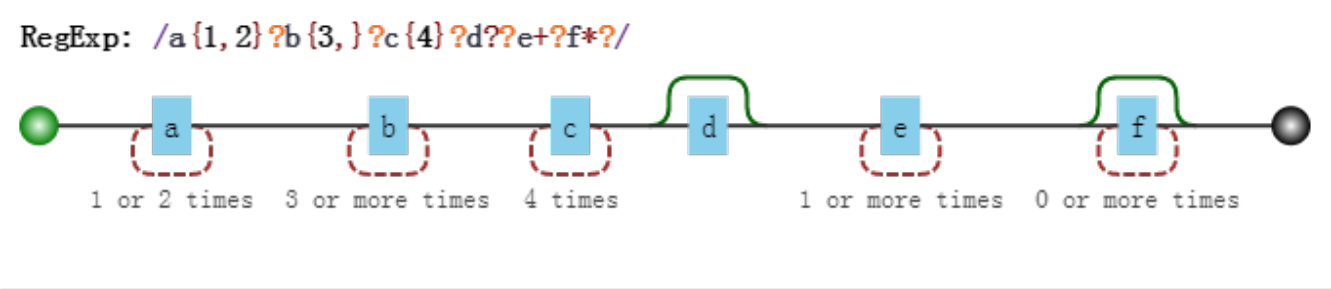 RegExp: /a{1,2}?b{3,}?c{4}?d??e+?f*?/
a b c d e f
1 or 2 times 3 or more times 4 times 1 or more times 0 or more times